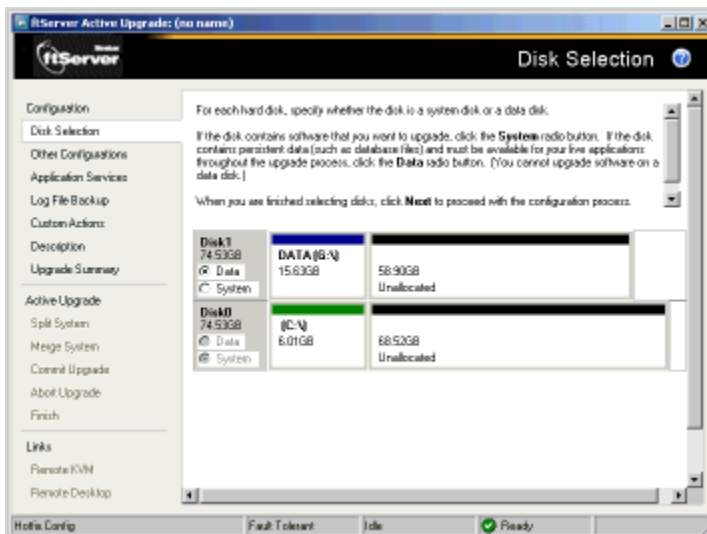 ftServer Active Upgrade: (no name)
Stratus
ftServer
Disk Selection
Configuration
Disk Selection
Other Configurations
Application Services
Log File Backup
Custom Actions
Description
Upgrade Summary
Active Upgrade
Split System
Merge System
Commit Upgrade
Abort Upgrade
Finish
Links
Remote KVM
Remote Desktop
For each hard disk, specify whether the disk is a system disk or a data disk.
If the disk contains software that you want to upgrade, click the System radio button. If the disk
contains persistent data (such as database files) and must be available for your live applications
throughout the upgrade process, click the Data radio button. (You cannot upgrade software on a
data disk.)
When you are finished selecting disks, click Next to proceed with the configuration process.
Disk1
74.53GB
Data
System
DATA (G:\)
15.63GB
58.90GB
Unallocated
Disk0
74.53GB
Data
System
(C:\)
6.01GB
68.52GB
Unallocated
Hotfix Config
Fault Tolerant
Idle
Ready